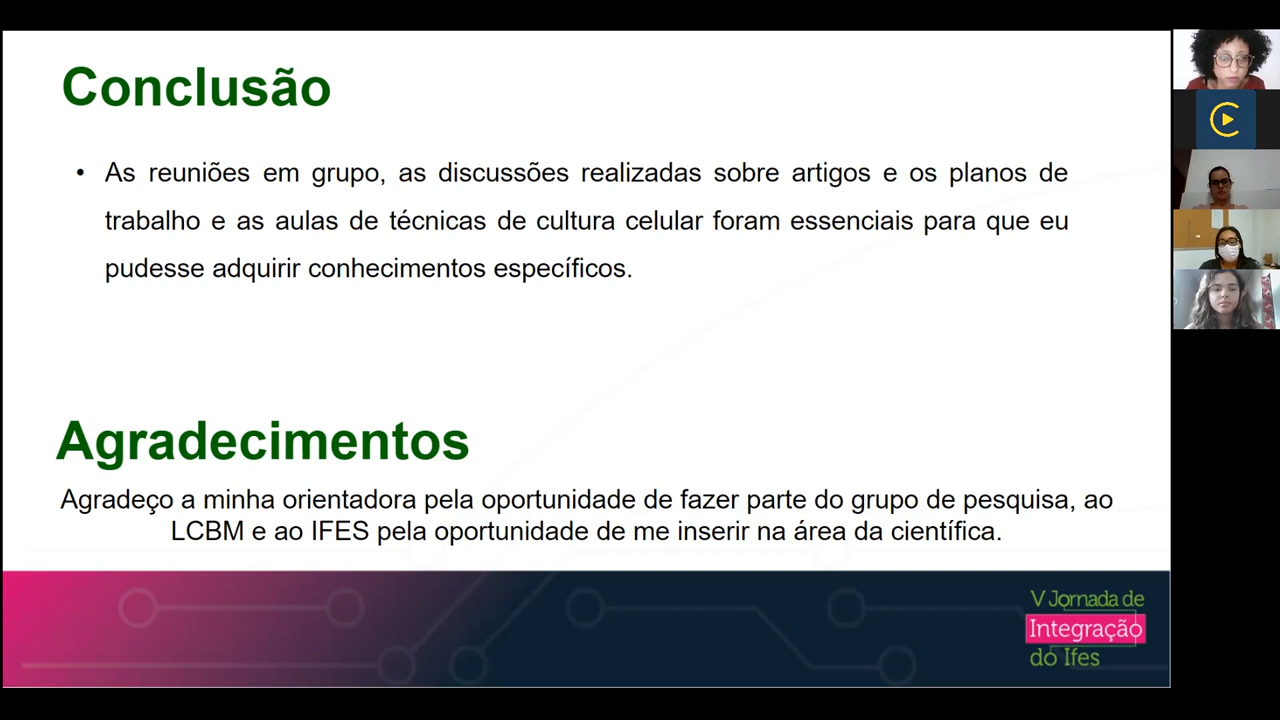 Conclusão
• As reuniões em grupo, as discussões realizadas sobre artigos e os planos de
trabalho e as aulas de técnicas de cultura celular foram essenciais para que eu
pudesse adquirir conhecimentos específicos.
Agradecimentos
Agradeço a minha orientadora pela oportunidade de fazer parte do grupo de pesquisa, ao
LCBM e ao IFES pela oportunidade de me inserir na área da científica.
V Jornada de
Integração
do Ifes